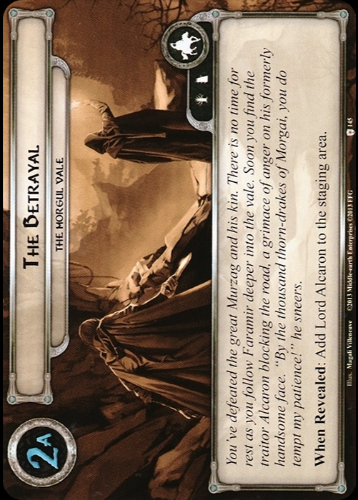 2A
THE BETRAYAL
THE MORGUL VALE
You've defeated the great Murzag and his kin. There is no time for
rest as you follow Faramir deeper into the vale. Soon you find the
traitor Alcaron blocking the road, a grimace of anger on his formerly
handsome face. “By the thousand thorn-drakes of Morgai, you do
tempt my patience!” he sneers.
When Revealed: Add Lord Alcaron to the staging area.
Illus. Magali Villeneuve ©2013 Middle-earth Enterprises ©2013 FFG 145